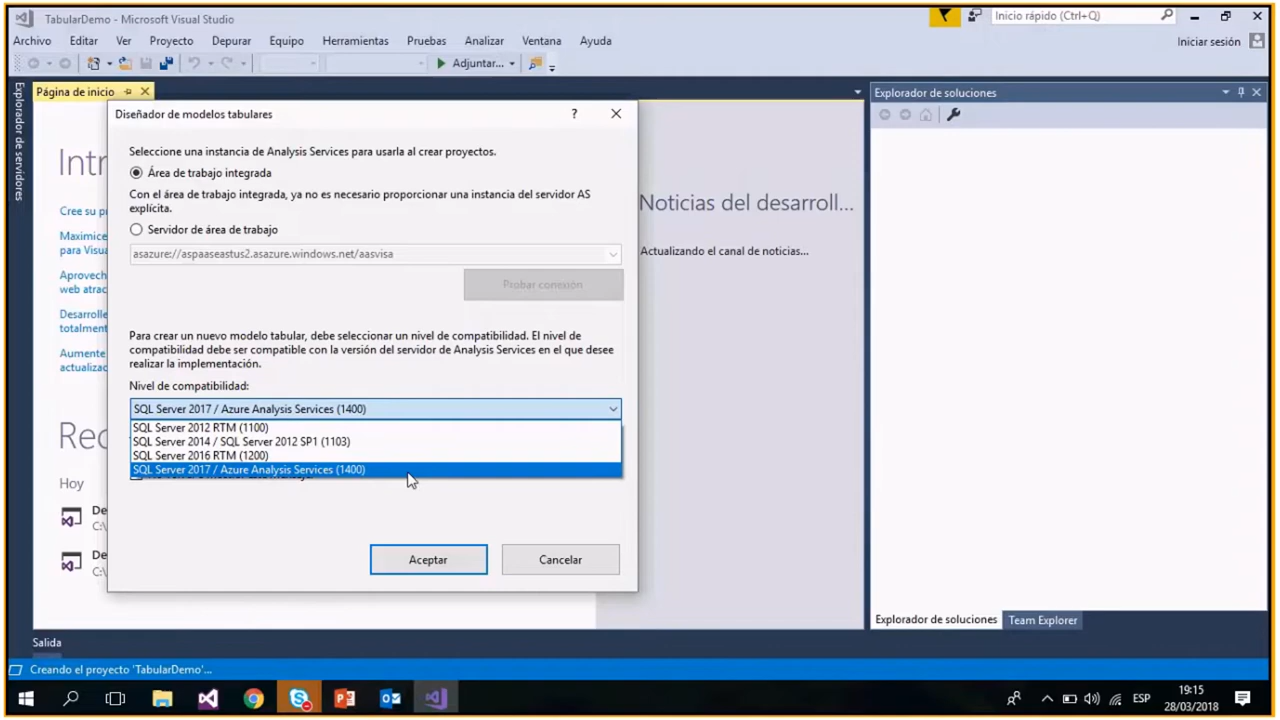 TabularDemo - Microsoft Visual Studio
Inicio rápido (Ctrl+Q)
Archivo Editar Ver Proyecto Depurar Equipo Herramientas Pruebas Analizar Ventana Ayuda
Iniciar sesión
Adjuntar...
Explorador de servidores
Página de inicio
Explorador de soluciones
Diseñador de modelos tabulares
Seleccione una instancia de Analysis Services para usarla al crear proyectos.
Área de trabajo integrada
Con el área de trabajo integrada, ya no es necesario proporcionar una instancia del servidor AS
explícita.
Servidor de área de trabajo
asazure://aspaaseastus2.asazure.windows.net/aasvisa
Probar conexión
Para crear un nuevo modelo tabular, debe seleccionar un nivel de compatibilidad. El nivel de
compatibilidad debe ser compatible con la versión del servidor de Analysis Services en el que desee
realizar la implementación.
Nivel de compatibilidad:
SQL Server 2017 / Azure Analysis Services (1400)
SQL Server 2012 RTM (1100)
SQL Server 2014 / SQL Server 2012 SP1 (1103)
SQL Server 2016 RTM (1200)
SQL Server 2017 / Azure Analysis Services (1400)
Aceptar
Cancelar
Intr
Cree su p
Maximice
para Visua
Aprovech
web atrac
Desarrolle
totalment
Aumente
actualizac
Rec
Hoy
De
C:\
De
C:\
Noticias del desarroll...
Actualizando el canal de noticias...
Explorador de soluciones
Team Explorer
Salida
Creando el proyecto 'TabularDemo'...
ESP
19:15
28/03/2018